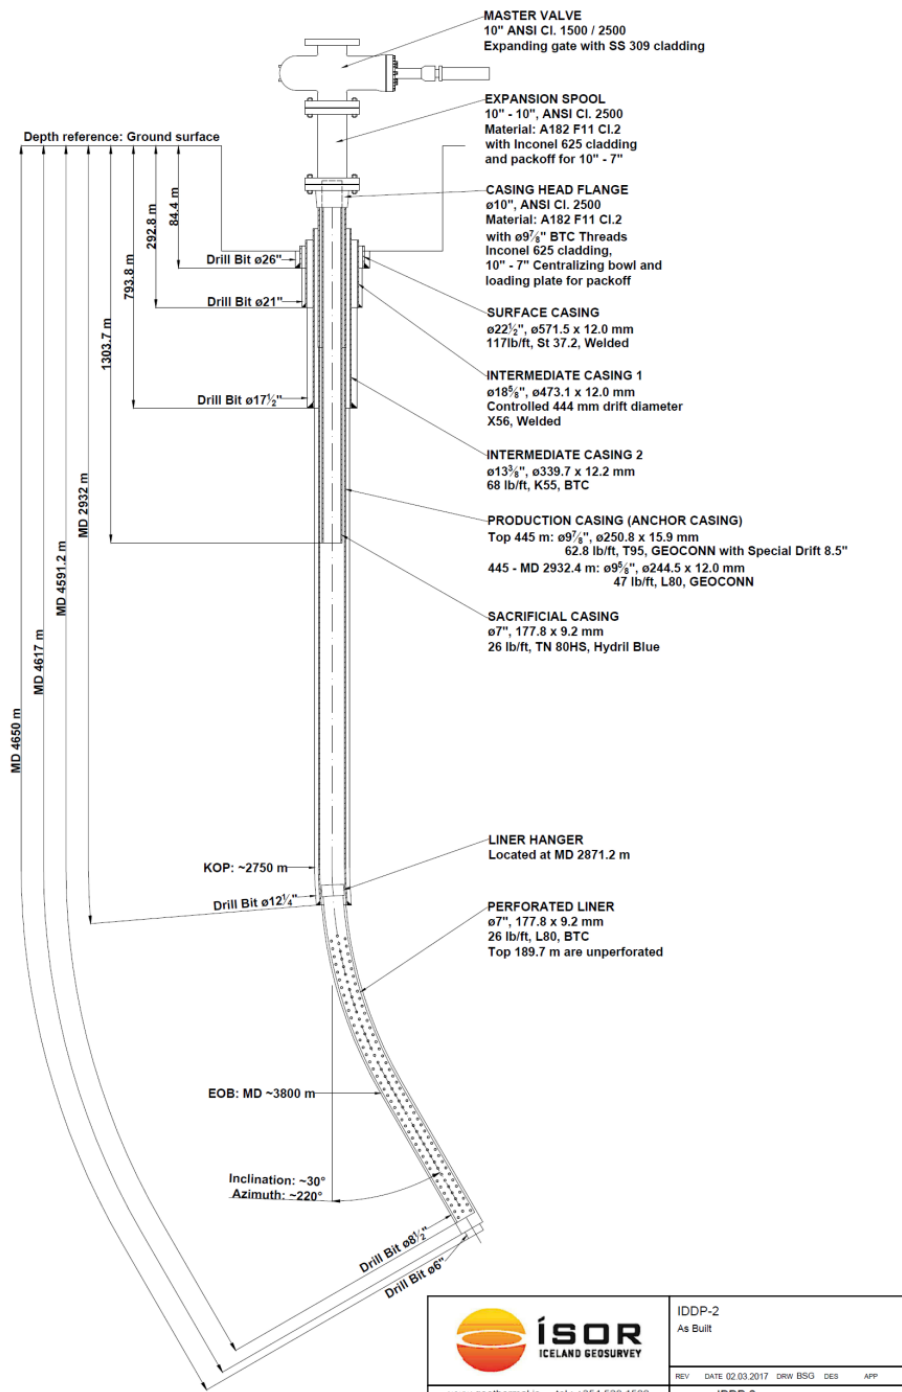 MASTER VALVE
10" ANSI Cl. 1500 / 2500
Expanding gate with SS 309 cladding
EXPANSION SPOOL
10" - 10", ANSI Cl. 2500
Material: A182 F11 Cl.2
with Inconel 625 cladding
and packoff for 10" - 7"
Depth reference: Ground surface
CASING HEAD FLANGE
ø10", ANSI Cl. 2500
Material: A182 F11 Cl.2
with ø9⅞" BTC Threads
Inconel 625 cladding,
10" - 7" Centralizing bowl and
loading plate for packoff
84.4 m
292.8 m
793.8 m
1303.7 m
MD 2932 m
MD 4591.2 m
MD 4617 m
MD 4650 m
Drill Bit ø26"
Drill Bit ø21"
Drill Bit ø17½"
SURFACE CASING
ø22½", ø571.5 x 12.0 mm
117lb/ft, St 37.2, Welded
INTERMEDIATE CASING 1
ø18⅝", ø473.1 x 12.0 mm
Controlled 444 mm drift diameter
X56, Welded
INTERMEDIATE CASING 2
ø13⅜", ø339.7 x 12.2 mm
68 lb/ft, K55, BTC
PRODUCTION CASING (ANCHOR CASING)
Top 445 m: ø9⅞", ø250.8 x 15.9 mm
62.8 lb/ft, T95, GEOCONN with Special Drift 8.5"
445 - MD 2932.4 m: ø9⅝", ø244.5 x 12.0 mm
47 lb/ft, L80, GEOCONN
SACRIFICIAL CASING
ø7", 177.8 x 9.2 mm
26 lb/ft, TN 80HS, Hydril Blue
LINER HANGER
Located at MD 2871.2 m
KOP: ~2750 m
Drill Bit ø12¼"
PERFORATED LINER
ø7", 177.8 x 9.2 mm
26 lb/ft, L80, BTC
Top 189.7 m are unperforated
EOB: MD ~3800 m
Inclination: ~30°
Azimuth: ~220°
Drill Bit ø8½"
Drill Bit ø6"
ÍSOR
ICELAND GEOSURVEY
IDDP-2
As Built
REV DATE 02.03.2017 DRW BSG DES APP